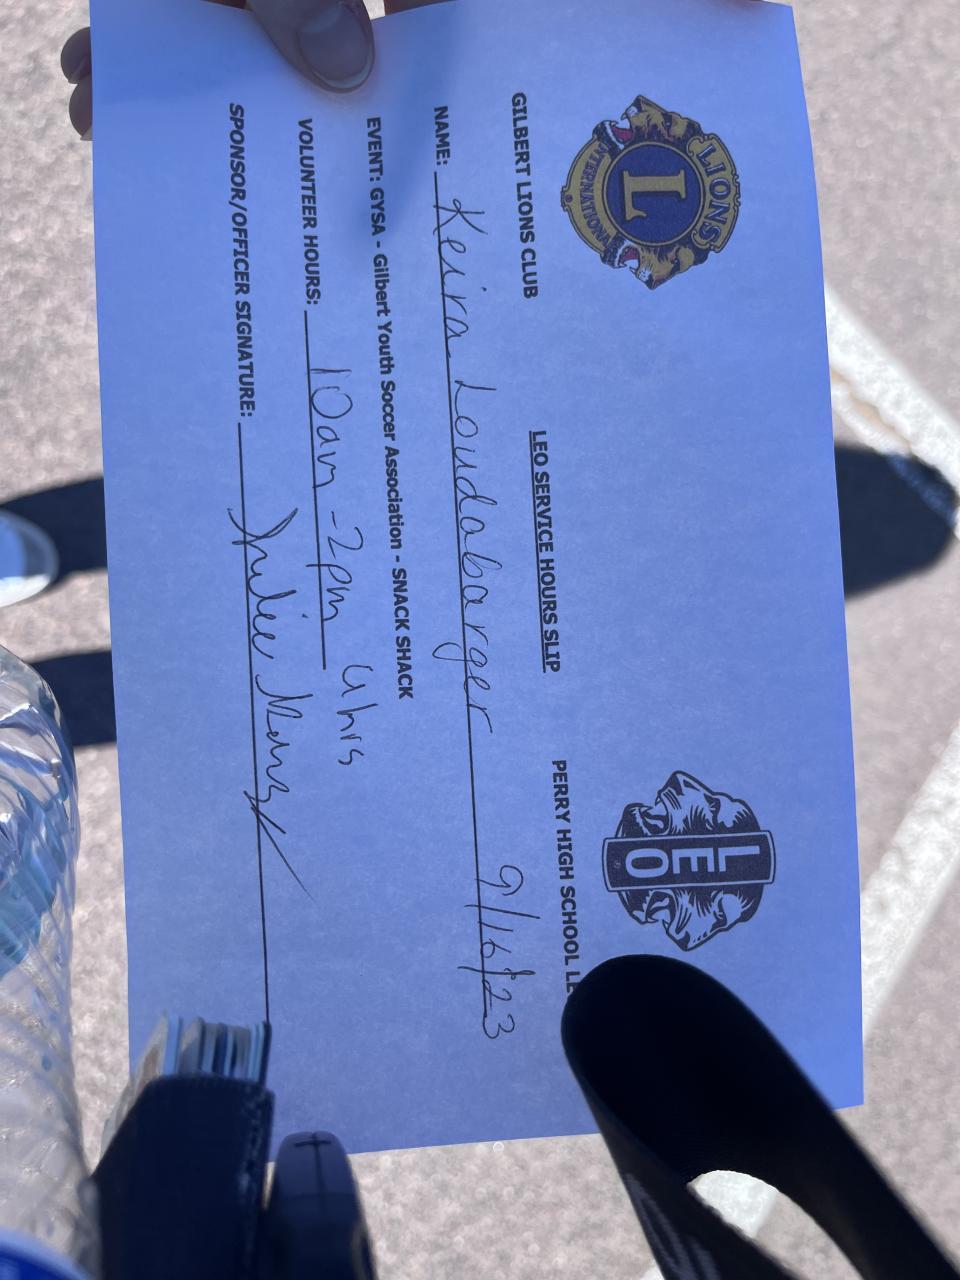 LIONS
L
INTERNATIONAL
LEO
GILBERT LIONS CLUB LEO SERVICE HOURS SLIP PERRY HIGH SCHOOL LE
NAME: Keira Loudabarger 9/16/23
EVENT: GYSA - Gilbert Youth Soccer Association - SNACK SHACK
VOLUNTEER HOURS: 10am - 2pm 4hrs
SPONSOR/OFFICER SIGNATURE: